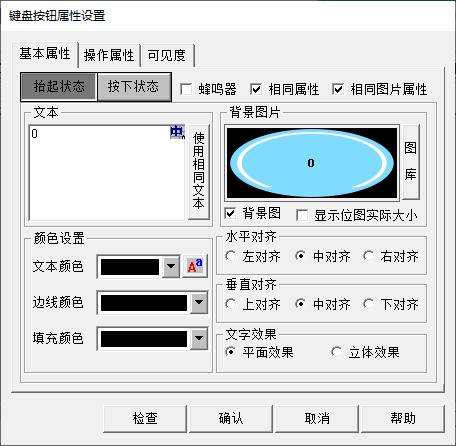 键盘按钮属性设置
基本属性 操作属性 可见度
抬起状态 按下状态 蜂鸣器 相同属性 相同图片属性
文本
0
中
使用相同文本
背景图片
0
图库
背景图 显示位图实际大小
颜色设置
文本颜色 Aa
边线颜色
填充颜色
水平对齐
左对齐 中对齐 右对齐
垂直对齐
上对齐 中对齐 下对齐
文字效果
平面效果 立体效果
检查 确认 取消 帮助